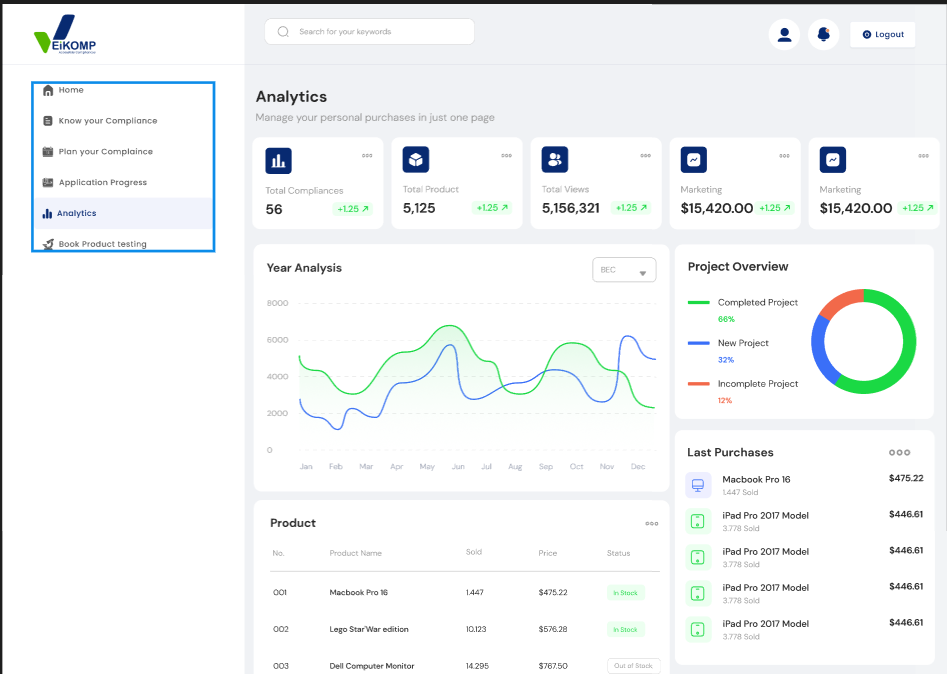 EiKOMP
Search for your keywords
Logout
Home
Know your Compliance
Plan your Complaince
Application Progress
Analytics
Book Product testing
Analytics
Manage your personal purchases in just one page
Total Compliances
56
+1.25
Total Product
5,125
+1.25
Total Views
5,156,321
+1.25
Marketing
$15,420.00
+1.25
Marketing
$15,420.00
+1.25
Year Analysis
BEC
8000
6000
4000
2000
0
Jan Feb Mar Apr May Jun Jul Aug Sep Oct Nov Dec
Project Overview
Completed Project
66%
New Project
32%
Incomplete Project
12%
Product
No. Product Name Sold Price Status
001 Macbook Pro 16 1.447 $475.22 In Stock
002 Lego Star'War edition 10.123 $576.28 In Stock
003 Dell Computer Monitor 14.295 $767.50 Out of Stock
Last Purchases
Macbook Pro 16 $475.22
1.447 Sold
iPad Pro 2017 Model $446.61
3.778 Sold
iPad Pro 2017 Model $446.61
3.778 Sold
iPad Pro 2017 Model $446.61
3.778 Sold
iPad Pro 2017 Model $446.61
3.778 Sold